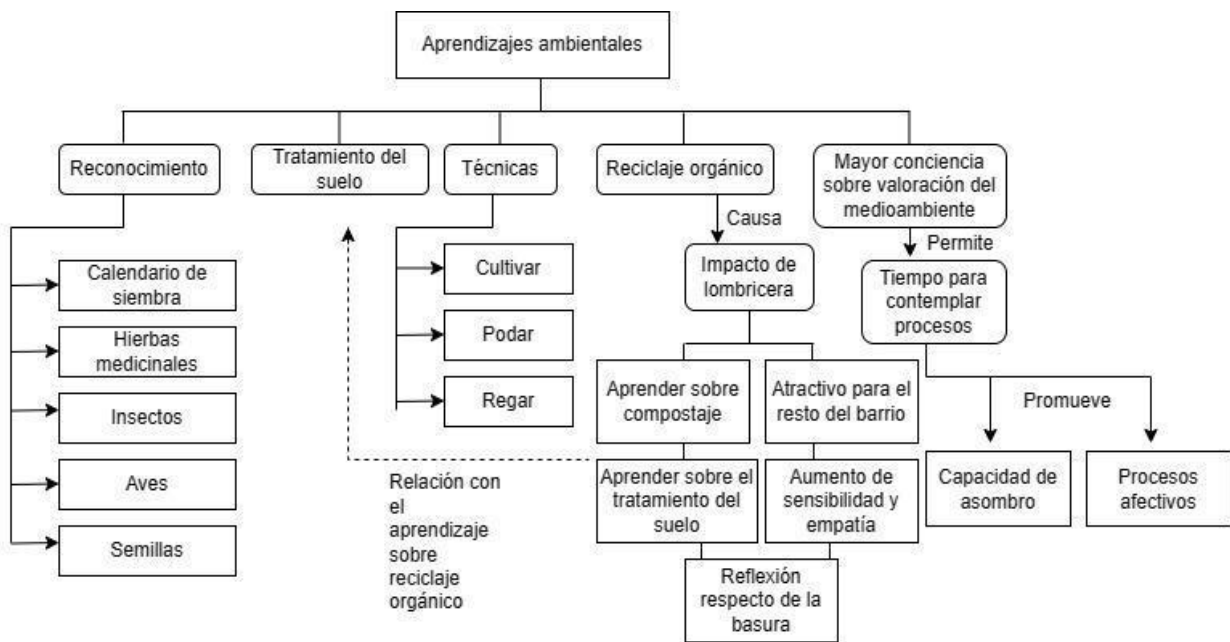 Aprendizajes ambientales
Reconocimiento
Tratamiento del
suelo
Técnicas
Reciclaje orgánico
Mayor conciencia
sobre valoración del
medioambiente
Causa
Permite
Calendario de
siembra
Hierbas
medicinales
Insectos
Aves
Semillas
Cultivar
Podar
Regar
Impacto de
lombricera
Tiempo para
contemplar
procesos
Aprender sobre
compostaje
Atractivo para el
resto del barrio
Promueve
Relación con
el
aprendizaje
sobre
reciclaje
orgánico
Aprender sobre el
tratamiento del
suelo
Aumento de
sensibilidad y
empatía
Capacidad de
asombro
Procesos
afectivos
Reflexión
respecto de la
basura